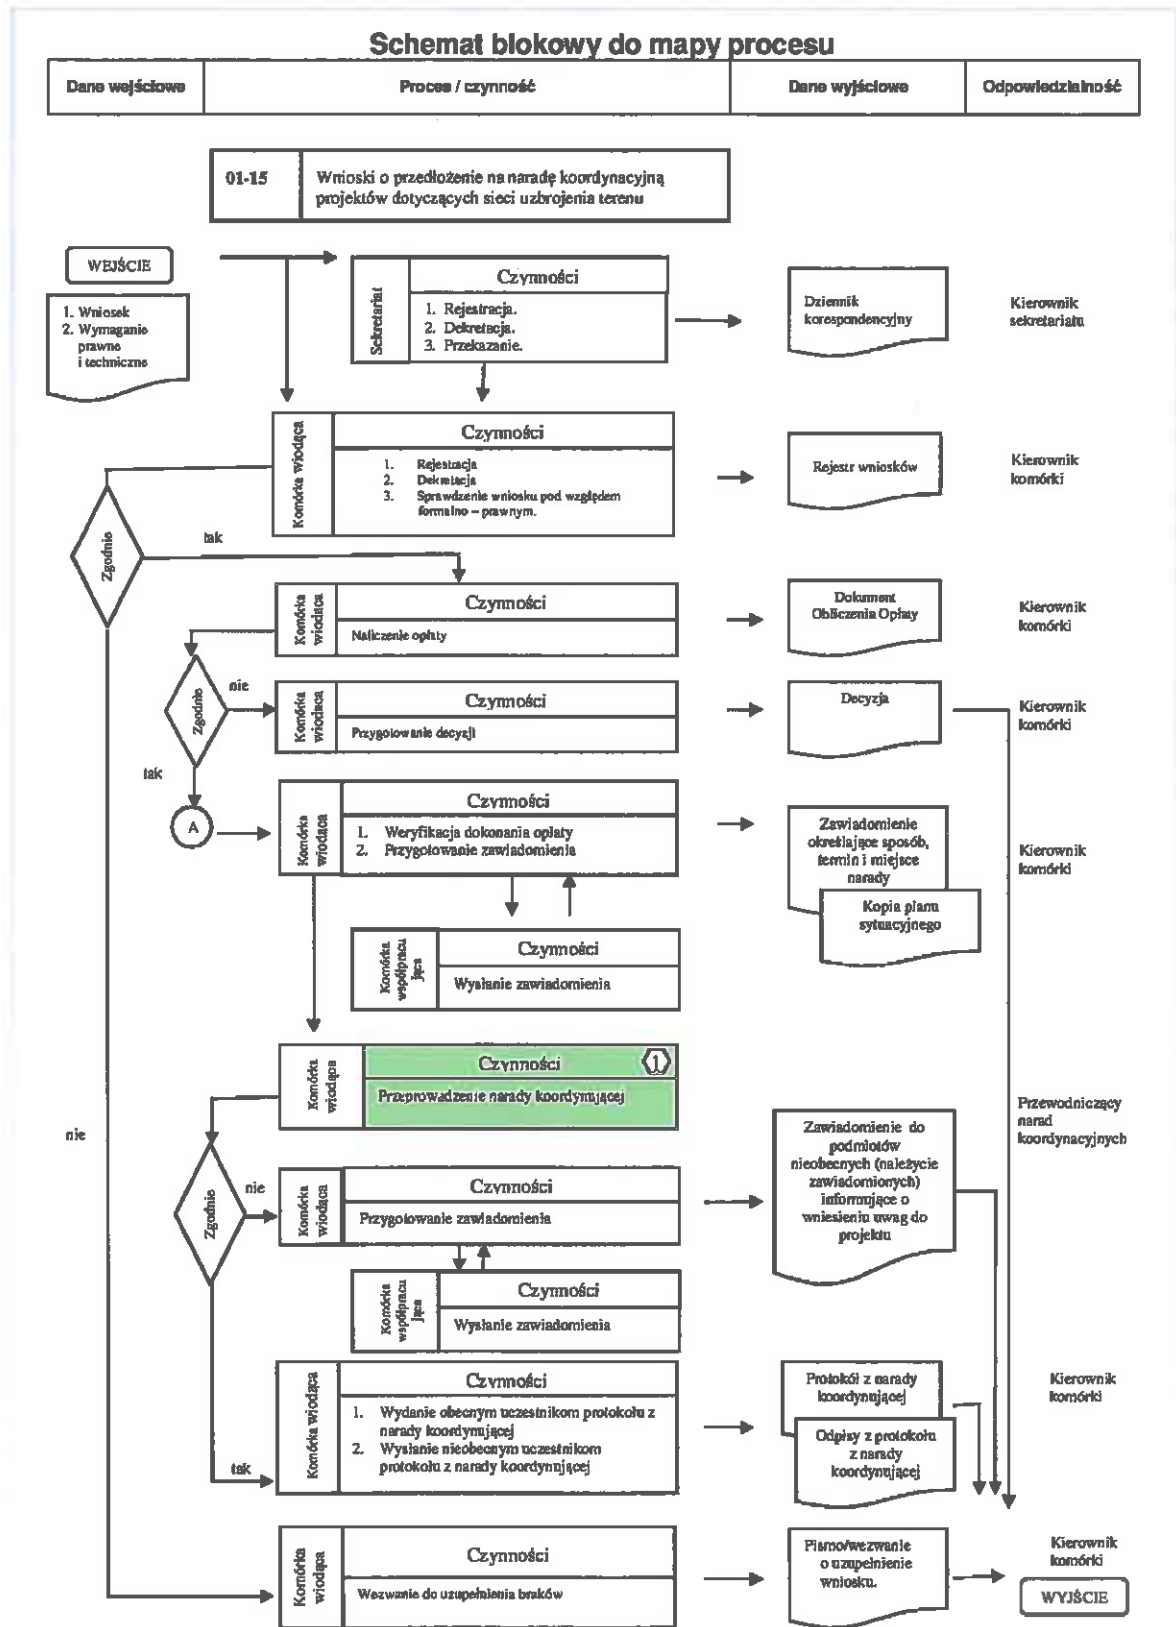 Schemat blokowy do mapy procesu
Dane wejściowe
Proces / czynność
Dane wyjściowe
Odpowiedzialność
01-15
Wnioski o przedłożenie na naradę koordynacyjną
projektów dotyczących sieci uzbrojenia terenu
WEJŚCIE
1. Wniosek
2. Wymaganie
prawne
i techniczne
Sekretariat
Czynności
1. Rejestracja.
2. Dekretacja.
3. Przekazanie.
Dziennik
korespondencyjny
Kierownik
sekretariatu
Komórka wiodąca
Czynności
1. Rejestracja
2. Dekretacja
3. Sprawdzenie wniosku pod względem
formalno – prawnym.
Rejestr wniosków
Kierownik
komórki
Zgodnie
tak
Komórka
wiodąca
Czynności
Naliczenie opłaty
Dokument
Obliczenia Opłaty
Kierownik
komórki
Zgodnie
nie
Komórka
wiodąca
Czynności
Przygotowanie decyzji
Decyzja
Kierownik
komórki
tak
A
Komórka
wiodąca
Czynności
1. Weryfikacja dokonania opłaty
2. Przygotowanie zawiadomienia
Zawiadomienie
określające sposób,
termin i miejsce
narady
Kopia planu
sytuacyjnego
Kierownik
komórki
Komórka
współpracu
jąca
Czynności
Wysłanie zawiadomienia
Komórka
wiodąca
Czynności
1
Przeprowadzenie narady koordynującej
Przewodniczący
narad
koordynacyjnych
nie
Zgodnie
nie
Komórka
wiodąca
Czynności
Przygotowanie zawiadomienia
Zawiadomienie do
podmiotów
nieobecnych (należycie
zawiadomionych)
informujące o
wniesieniu uwag do
projektu
Komórka
współpracu
jąca
Czynności
Wysłanie zawiadomienia
tak
Komórka wiodąca
Czynności
1. Wydanie obecnym uczestnikom protokołu z
narady koordynującej
2. Wysłanie nieobecnym uczestnikom
protokołu z narady koordynującej
Protokół z narady
koordynującej
Odpisy z protokołu
z narady
koordynującej
Kierownik
komórki
Komórka
wiodąca
Czynności
Wezwanie do uzupełnienia braków
Pismo/wezwanie
o uzupełnienie
wniosku.
Kierownik
komórki
WYJŚCIE